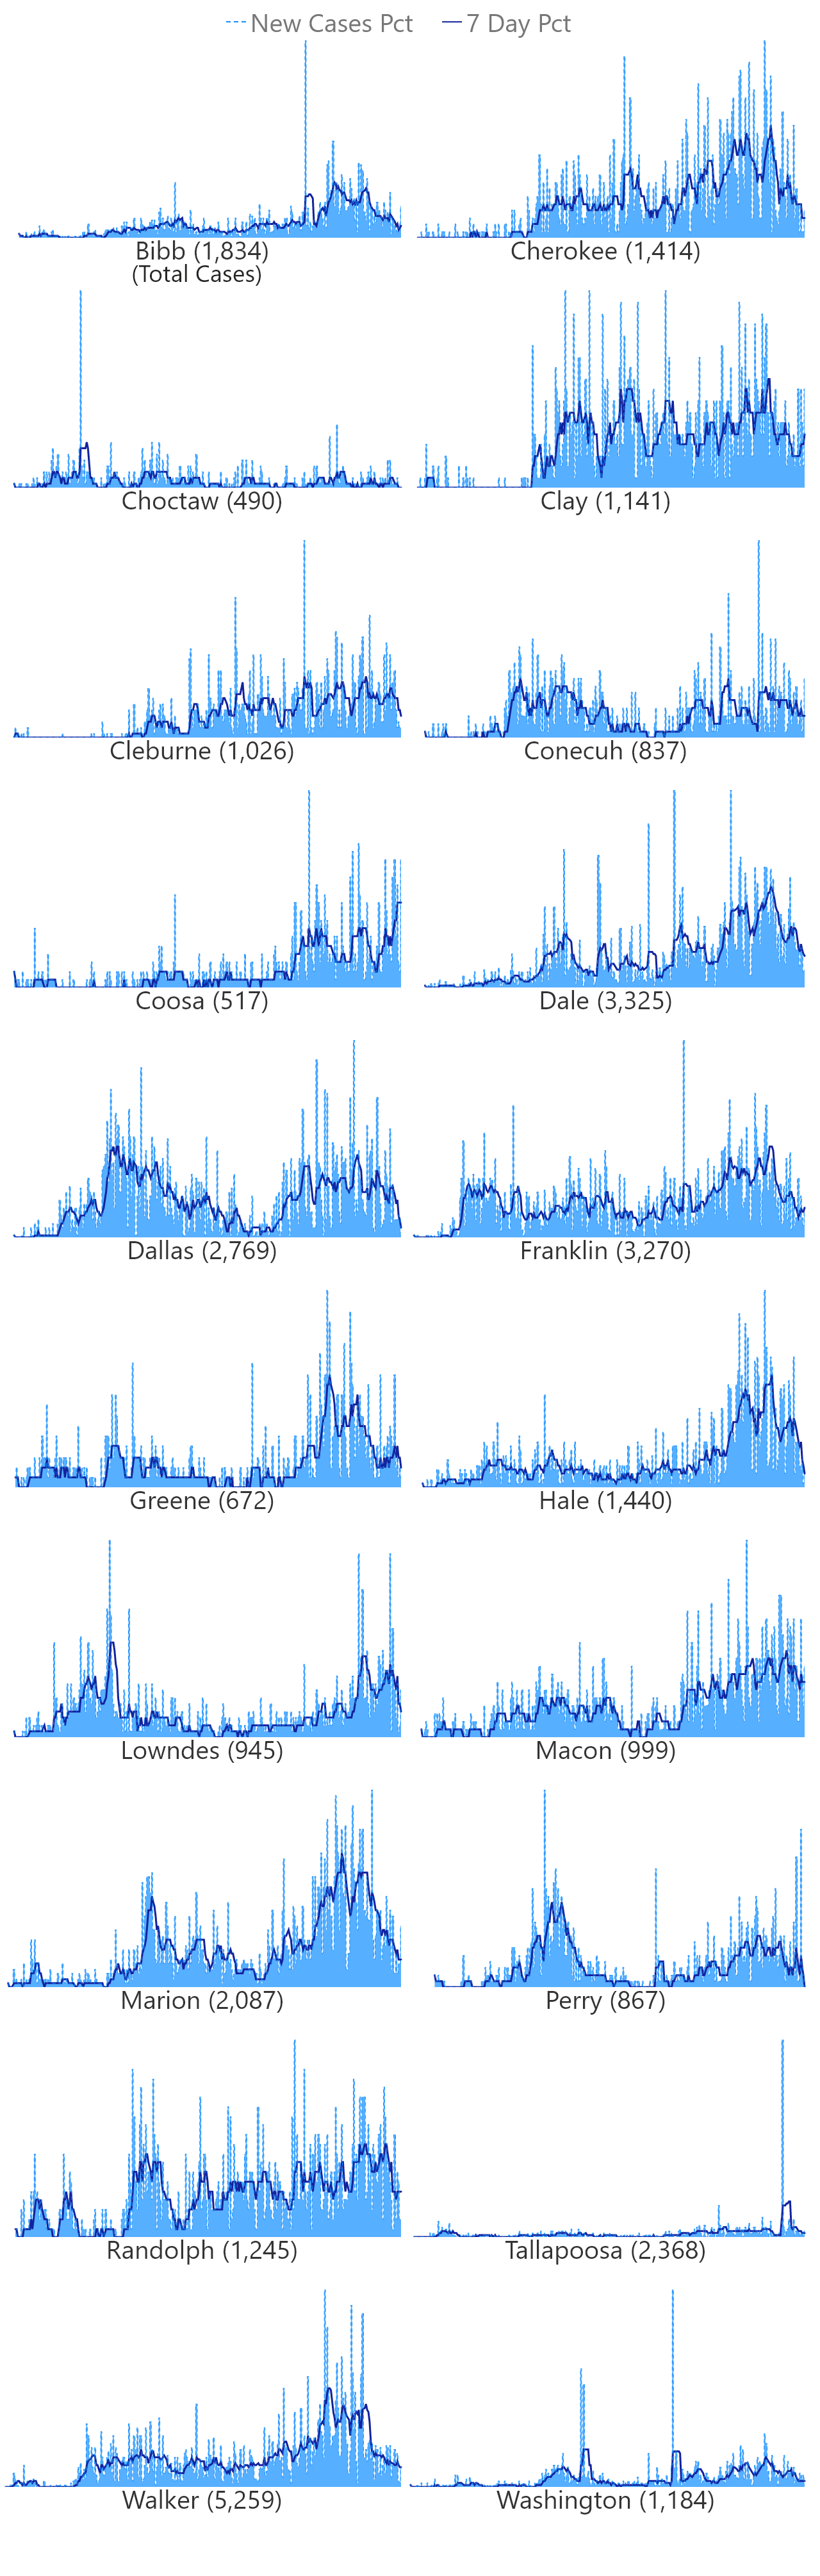 New Cases Pct 7 Day Pct
Bibb (1,834)
(Total Cases)
Cherokee (1,414)
Choctaw (490)
Clay (1,141)
Cleburne (1,026)
Conecuh (837)
Coosa (517)
Dale (3,325)
Dallas (2,769)
Franklin (3,270)
Greene (672)
Hale (1,440)
Lowndes (945)
Macon (999)
Marion (2,087)
Perry (867)
Randolph (1,245)
Tallapoosa (2,368)
Walker (5,259)
Washington (1,184)